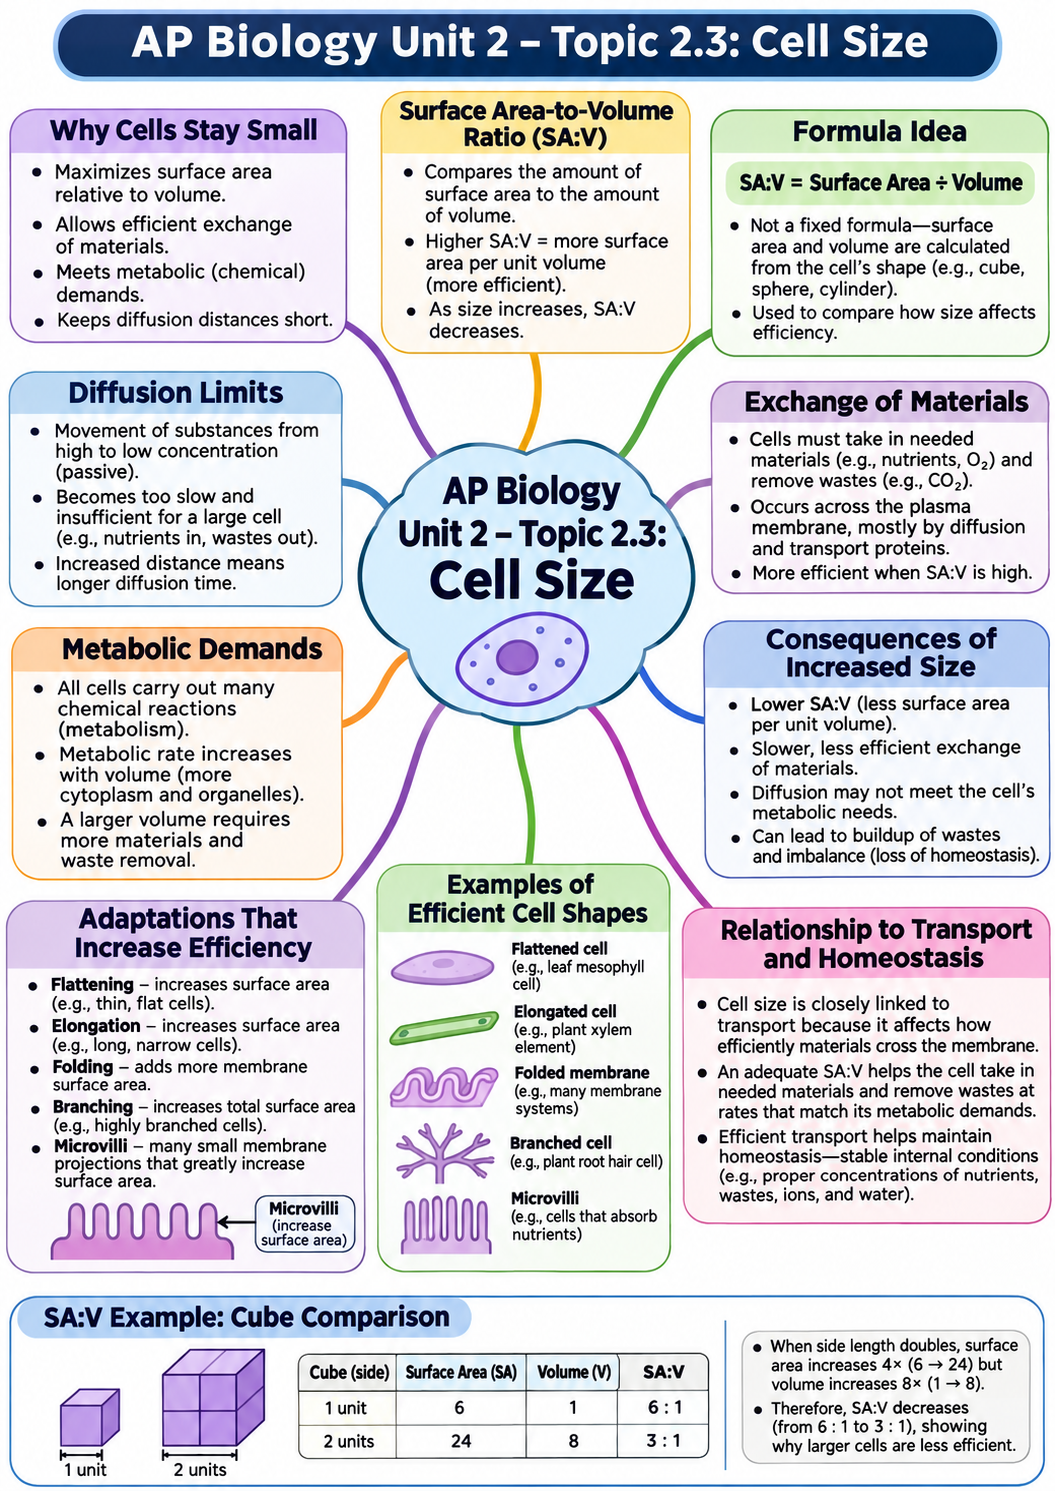 AP Biology Unit 2 – Topic 2.3: Cell Size
Why Cells Stay Small
• Maximizes surface area
relative to volume.
• Allows efficient exchange
of materials.
• Meets metabolic (chemical)
demands.
• Keeps diffusion distances short.
Surface Area-to-Volume
Ratio (SA:V)
• Compares the amount of
surface area to the amount
of volume.
• Higher SA:V = more surface
area per unit volume
(more efficient).
• As size increases, SA:V
decreases.
Formula Idea
SA:V = Surface Area ÷ Volume
• Not a fixed formula—surface
area and volume are calculated
from the cell's shape (e.g., cube,
sphere, cylinder).
• Used to compare how size affects
efficiency.
Diffusion Limits
• Movement of substances from
high to low concentration
(passive).
• Becomes too slow and
insufficient for a large cell
(e.g., nutrients in, wastes out).
• Increased distance means
longer diffusion time.
AP Biology
Unit 2 – Topic 2.3:
Cell Size
Exchange of Materials
• Cells must take in needed
materials (e.g., nutrients, O₂) and
remove wastes (e.g., CO₂).
• Occurs across the plasma
membrane, mostly by diffusion
and transport proteins.
• More efficient when SA:V is high.
Metabolic Demands
• All cells carry out many
chemical reactions
(metabolism).
• Metabolic rate increases
with volume (more
cytoplasm and organelles).
• A larger volume requires
more materials and
waste removal.
Consequences of
Increased Size
• Lower SA:V (less surface area
per unit volume).
• Slower, less efficient exchange
of materials.
• Diffusion may not meet the cell's
metabolic needs.
• Can lead to buildup of wastes
and imbalance (loss of homeostasis).
Adaptations That
Increase Efficiency
• Flattening – increases surface area
(e.g., thin, flat cells).
• Elongation – increases surface area
(e.g., long, narrow cells).
• Folding – adds more membrane
surface area.
• Branching – increases total surface area
(e.g., highly branched cells).
• Microvilli – many small membrane
projections that greatly increase
surface area.
Microvilli
(increase
surface area)
Examples of
Efficient Cell Shapes
Flattened cell
(e.g., leaf mesophyll
cell)
Elongated cell
(e.g., plant xylem
element)
Folded membrane
(e.g., many membrane
systems)
Branched cell
(e.g., plant root hair cell)
Microvilli
(e.g., cells that absorb
nutrients)
Relationship to Transport
and Homeostasis
• Cell size is closely linked to
transport because it affects how
efficiently materials cross the membrane.
• An adequate SA:V helps the cell take in
needed materials and remove wastes at
rates that match its metabolic demands.
• Efficient transport helps maintain
homeostasis—stable internal conditions
(e.g., proper concentrations of nutrients,
wastes, ions, and water).
SA:V Example: Cube Comparison
1 unit
2 units
Cube (side) Surface Area (SA) Volume (V) SA:V
1 unit 6 1 6 : 1
2 units 24 8 3 : 1
• When side length doubles, surface
area increases 4× (6 → 24) but
volume increases 8× (1 → 8).
• Therefore, SA:V decreases
(from 6 : 1 to 3 : 1), showing
why larger cells are less efficient.